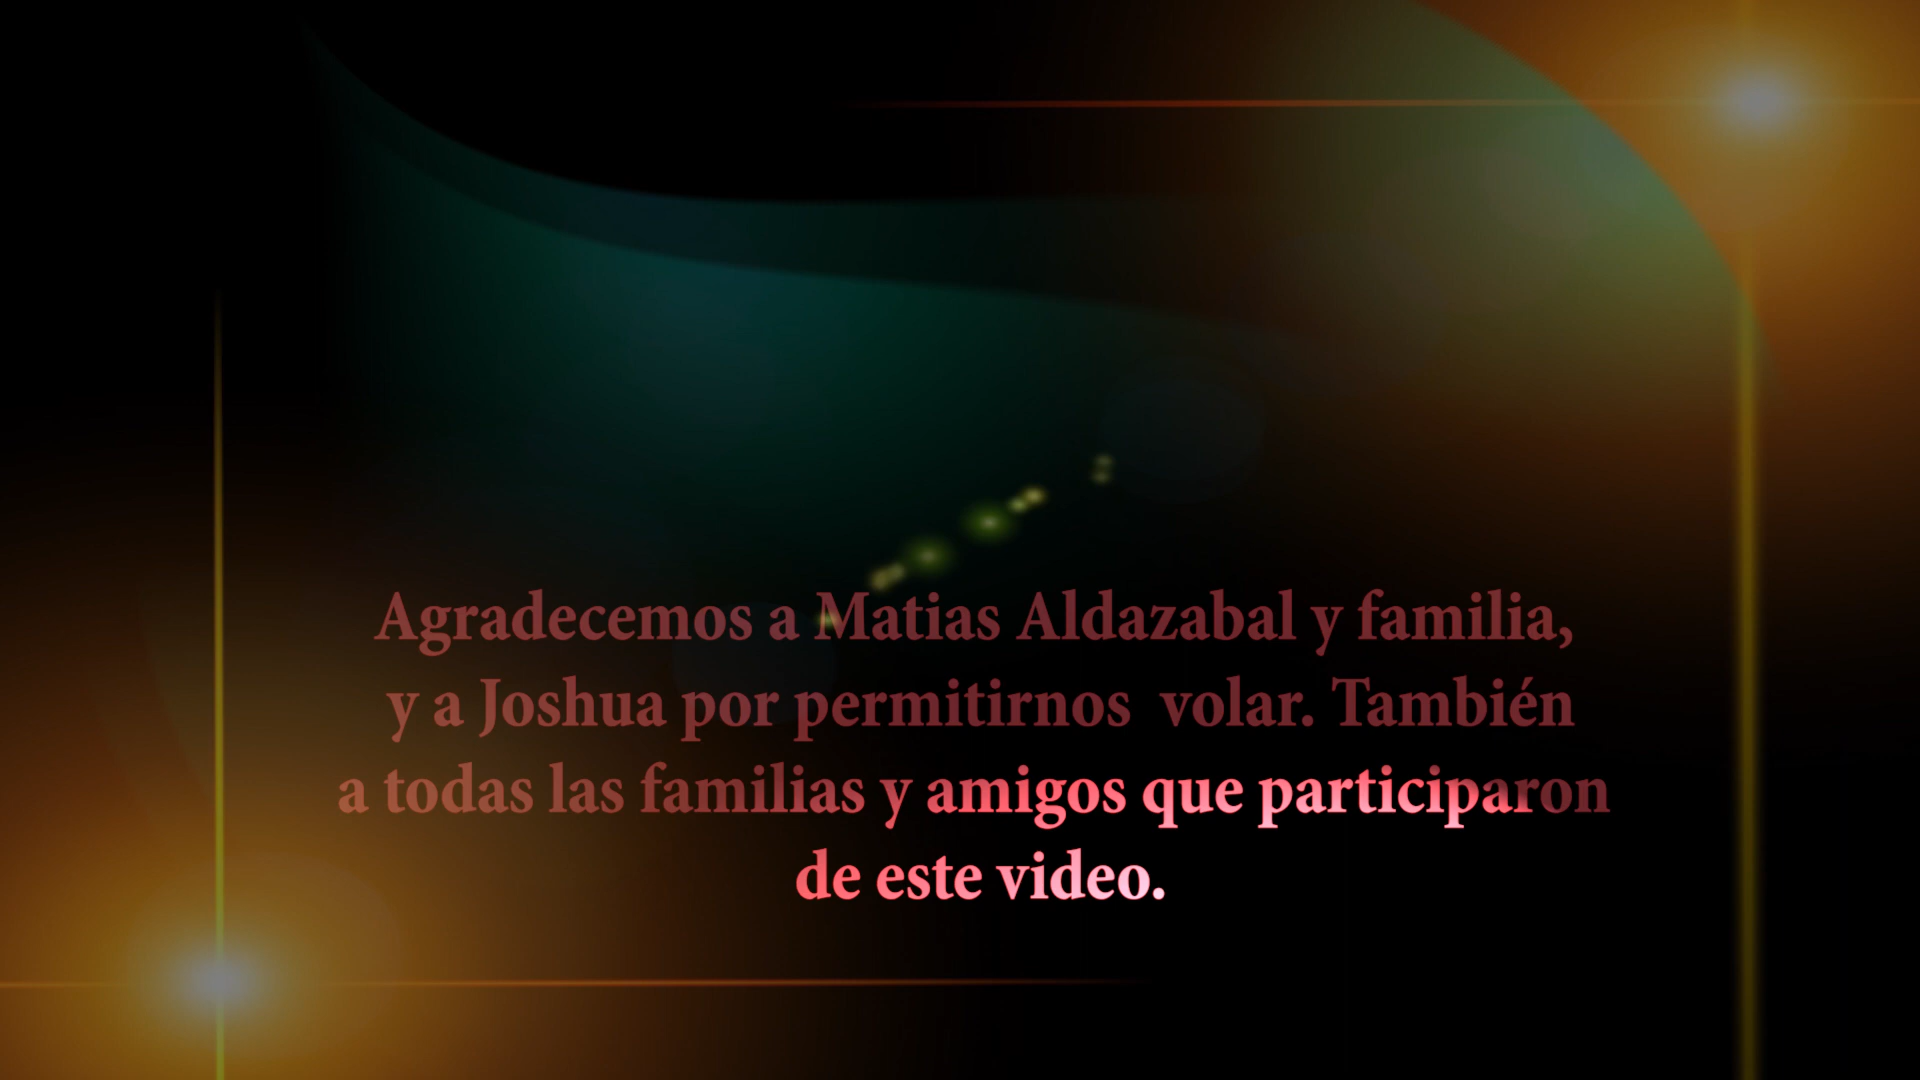 Agradecemos a Matias Aldazabal y familia,
y a Joshua por permitirnos  volar. También
a todas las familias y amigos que participaron
de este video.